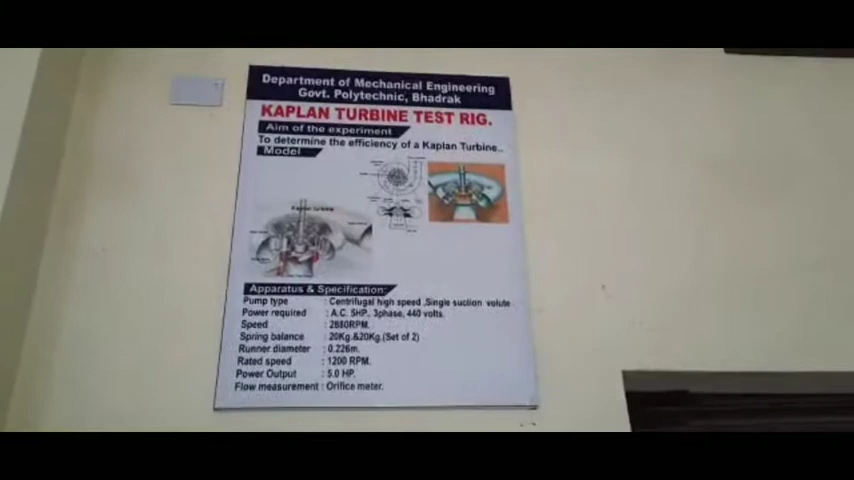 Department of Mechanical Engineering
Govt. Polytechnic, Bhadrak
KAPLAN TURBINE TEST RIG.
Aim of the experiment
To determine the efficiency of a Kaplan Turbine..
Model
Kaplan Turbine
Apparatus & Specification:
Pump type : Centrifugal high speed ,Single suction volute
Power required : A.C. 5HP., 3phase, 440 volts.
Speed : 2880RPM.
Spring balance : 20Kg.&20Kg.(Set of 2)
Runner diameter : 0.226m.
Rated speed : 1200 RPM.
Power Output : 5.0 HP.
Flow measurement : Orifice meter.